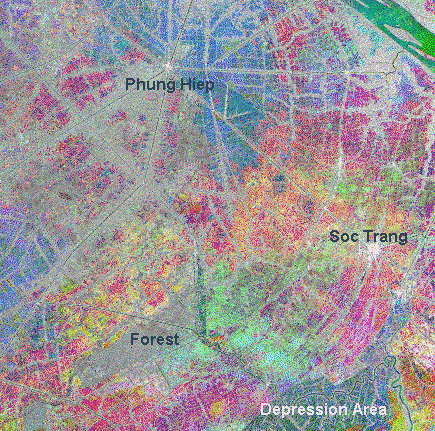 Phung Hiep
Soc Trang
Forest
Depression Area